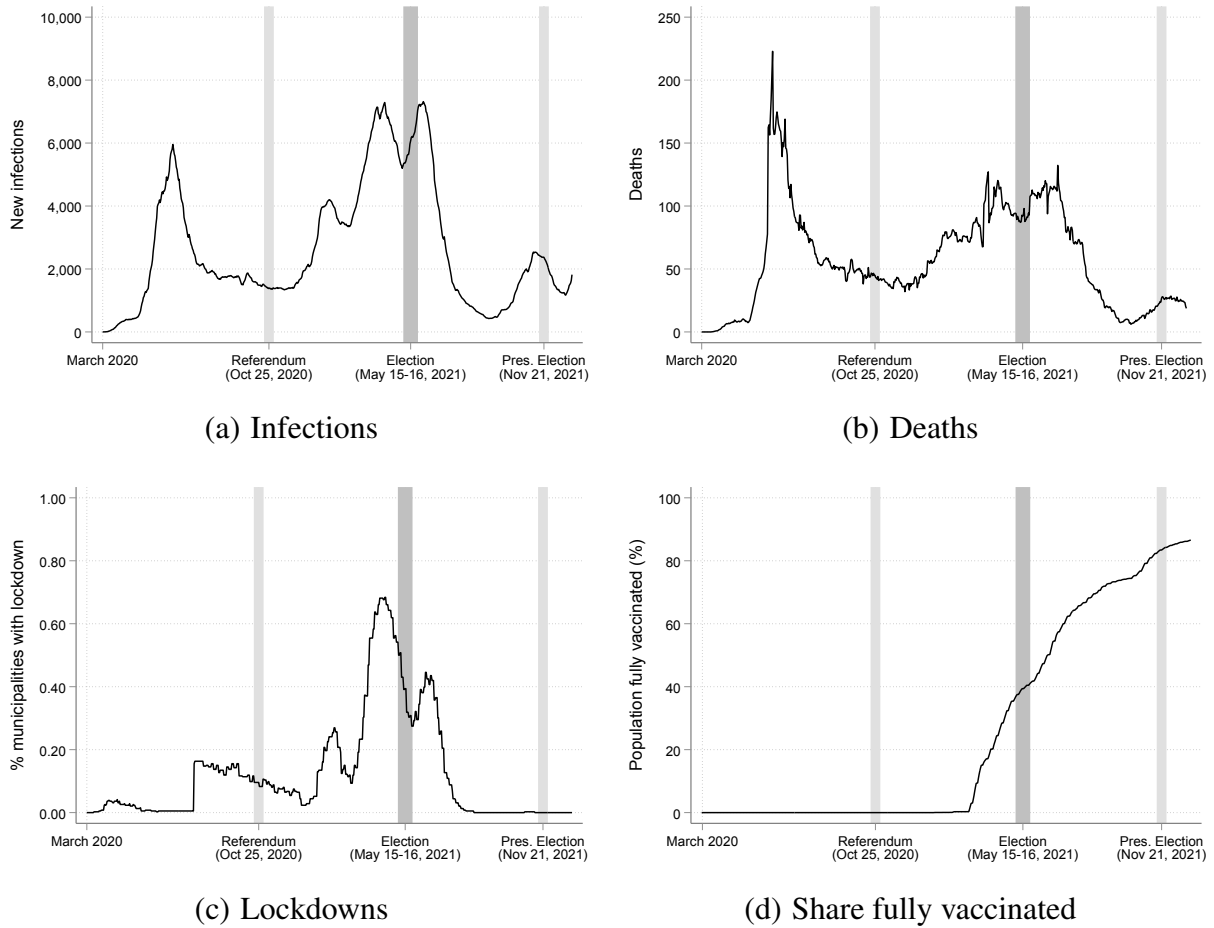 10,000
8,000
6,000
4,000
2,000
0
New infections
March 2020
Referendum
(Oct 25, 2020)
Election
(May 15-16, 2021)
Pres. Election
(Nov 21, 2021)
(a) Infections
250
200
150
100
50
0
Deaths
March 2020
Referendum
(Oct 25, 2020)
Election
(May 15-16, 2021)
Pres. Election
(Nov 21, 2021)
(b) Deaths
1.00
0.80
0.60
0.40
0.20
0.00
% municipalities with lockdown
March 2020
Referendum
(Oct 25, 2020)
Election
(May 15-16, 2021)
Pres. Election
(Nov 21, 2021)
(c) Lockdowns
100
80
60
40
20
0
Population fully vaccinated (%)
March 2020
Referendum
(Oct 25, 2020)
Election
(May 15-16, 2021)
Pres. Election
(Nov 21, 2021)
(d) Share fully vaccinated